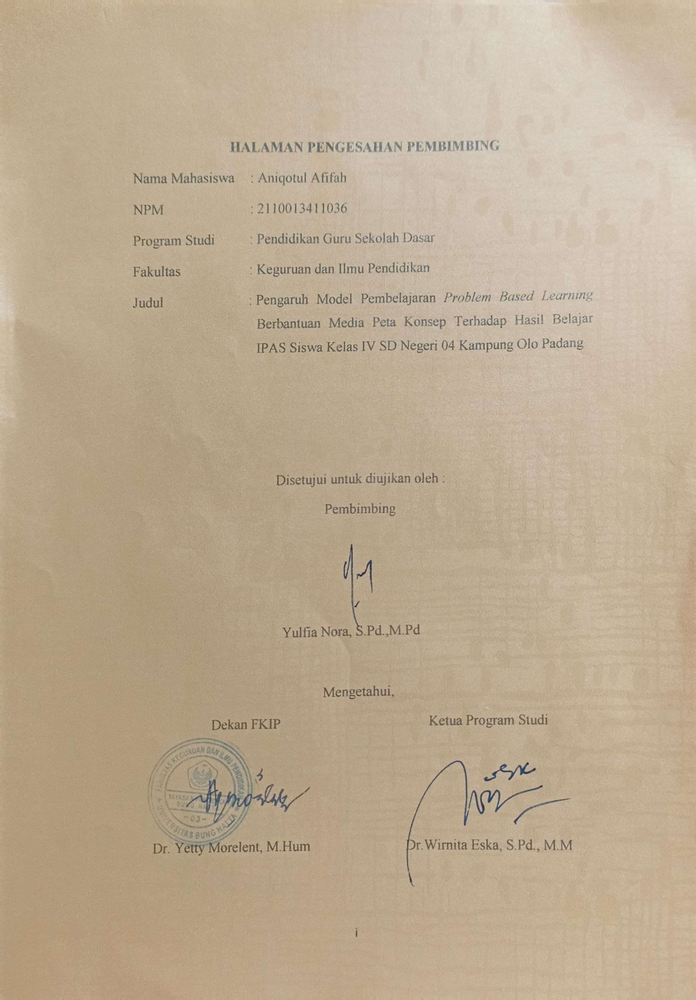 HALAMAN PENGESAHAN PEMBIMBING
Nama Mahasiswa : Aniqotul Afifah
NPM : 2110013411036
Program Studi : Pendidikan Guru Sekolah Dasar
Fakultas : Keguruan dan Ilmu Pendidikan
Judul : Pengaruh Model Pembelajaran Problem Based Learning
Berbantuan Media Peta Konsep Terhadap Hasil Belajar
IPAS Siswa Kelas IV SD Negeri 04 Kampung Olo Padang
Disetujui untuk diujikan oleh :
Pembimbing
Yulfia Nora, S.Pd.,M.Pd
Mengetahui,
Dekan FKIP
Ketua Program Studi
FAKULTAS KEGURUAN DAN ILMU PENDIDIKAN
YAYASAN
BUNG
-03-
UNIVERSITAS BUNG HATTA
Dr. Yetty Morelent, M.Hum
Dr.Wirnita Eska, S.Pd., M.M
i